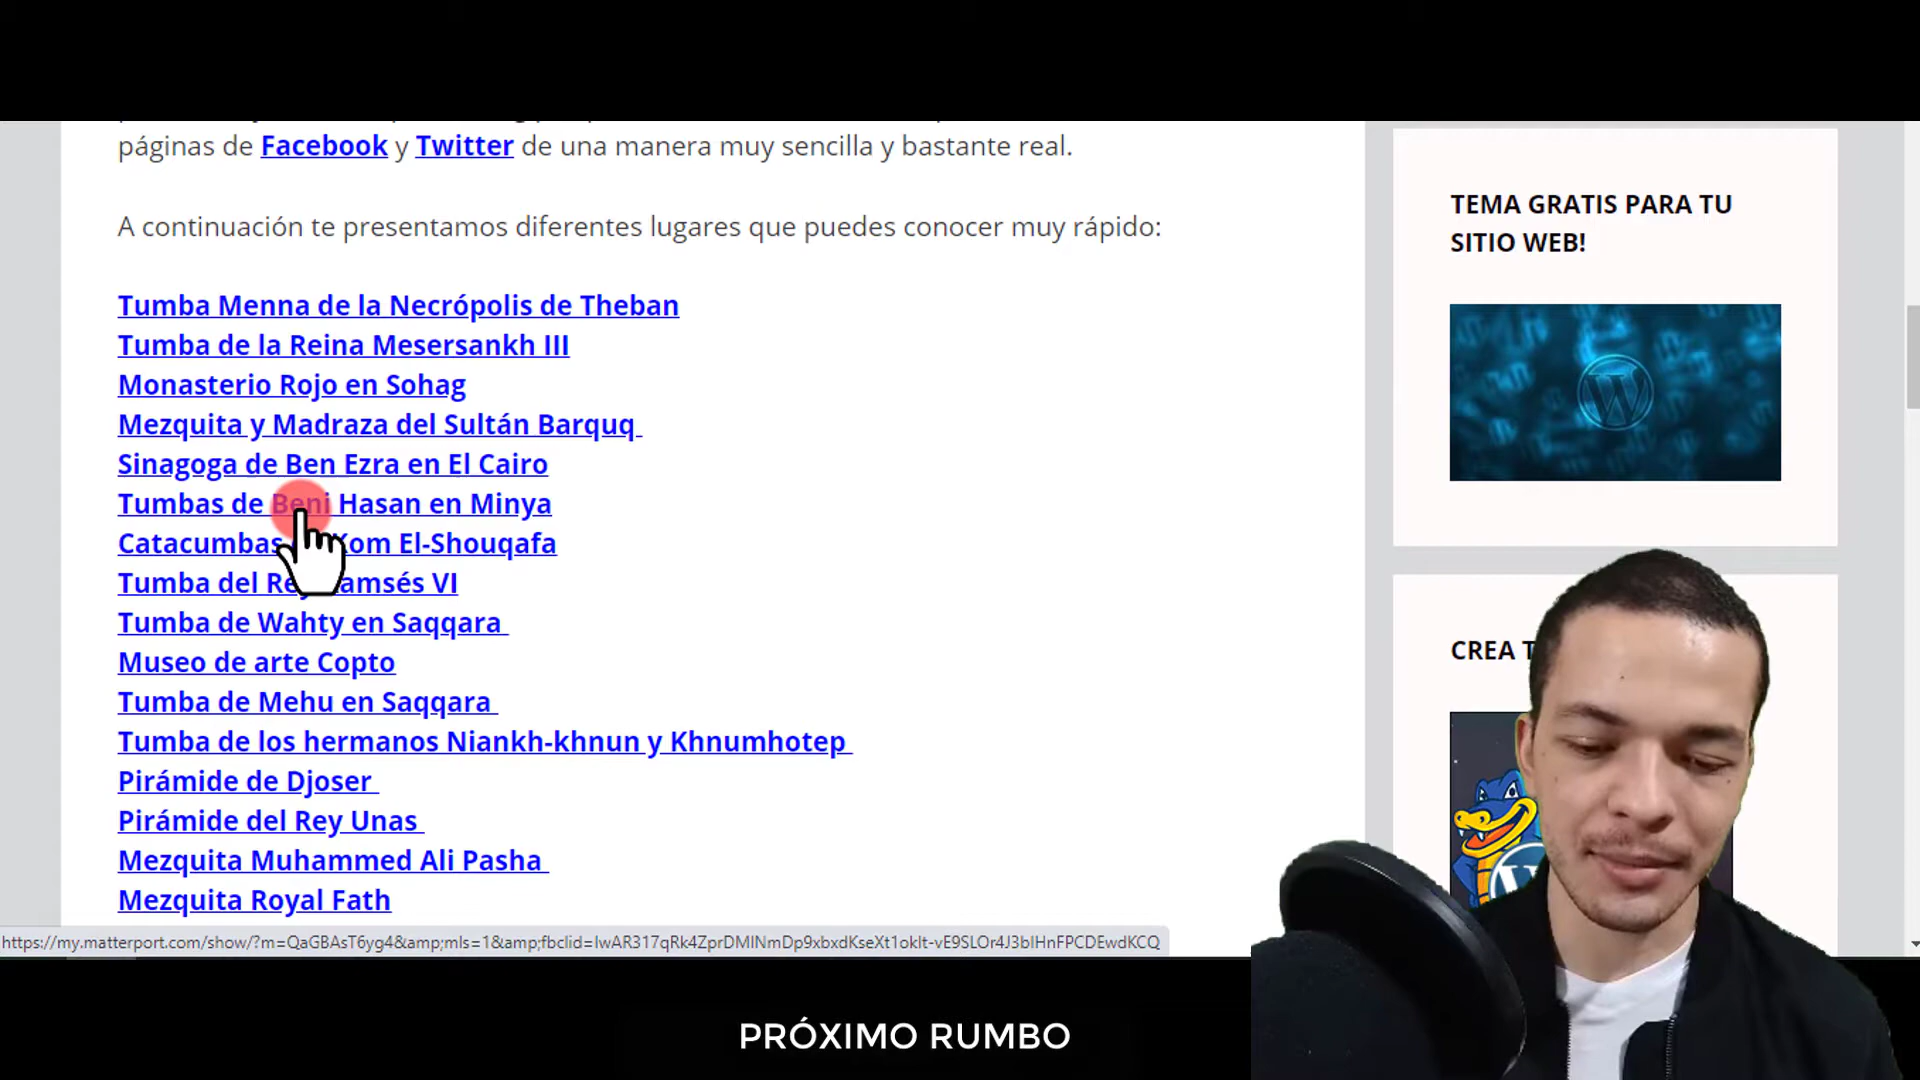 páginas de Facebook y Twitter de una manera muy sencilla y bastante real.
A continuación te presentamos diferentes lugares que puedes conocer muy rápido:
Tumba Menna de la Necrópolis de Theban
Tumba de la Reina Mesersankh III
Monasterio Rojo en Sohag
Mezquita y Madraza del Sultán Barquq
Sinagoga de Ben Ezra en El Cairo
Tumbas de Beni Hasan en Minya
Catacumbas Kom El-Shouqafa
Tumba del Rey Ramsés VI
Tumba de Wahty en Saqqara
Museo de arte Copto
Tumba de Mehu en Saqqara
Tumba de los hermanos Niankh-khnun y Khnumhotep
Pirámide de Djoser
Pirámide del Rey Unas
Mezquita Muhammed Ali Pasha
Mezquita Royal Fath
https://my.matterport.com/show/?m=QaGBAsT6yg4&amp;mls=1&amp;fbclid=IwAR317qRk4ZprDMINmDp9xbxdKseXt1oklt-vE9SLOr4J3bIHnFPCDEwdKCQ
TEMA GRATIS PARA TU
SITIO WEB!
CREA
PRÓXIMO RUMBO